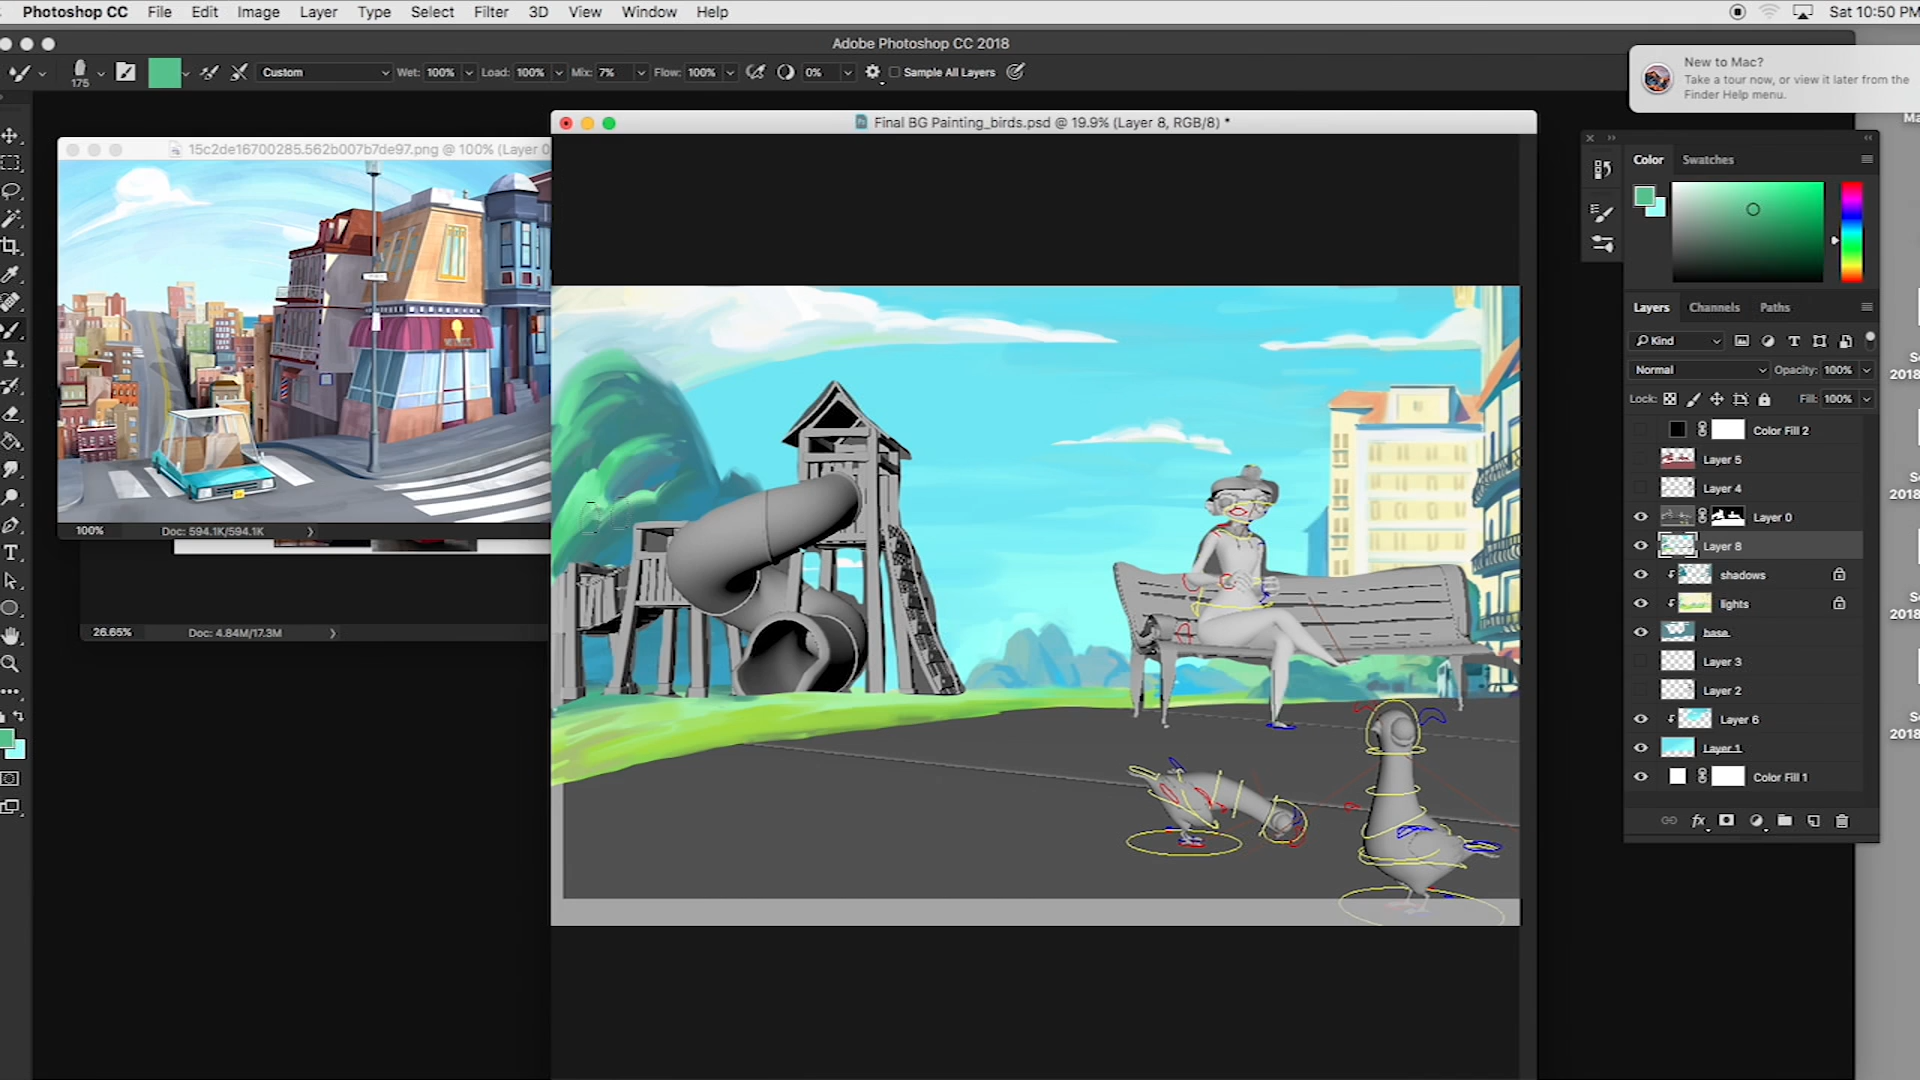 Photoshop CC File Edit Image Layer Type Select Filter 3D View Window Help
Sat 10:50 PM
Adobe Photoshop CC 2018
175 Custom Wet: 100% Load: 100% Mix: 7% Flow: 100% 0% Sample All Layers
New to Mac?
Take a tour now, or view it later from the
Finder Help menu.
15c2de16700285.562b007b7de97.png @ 100% (Layer 0
Final BG Painting_birds.psd @ 19.9% (Layer 8, RGB/8) *
100% Doc: 594.1K/594.1K
26.65% Doc: 4.84M/17.3M
Color Swatches
Layers Channels Paths
Kind
Normal Opacity: 100%
Lock: Fill: 100%
Color Fill 2
Layer 5
Layer 4
Layer 0
Layer 8
shadows
lights
base
Layer 3
Layer 2
Layer 6
Layer 1
Color Fill 1
Ma
Sc
2018
Sc
2018
Sc
2018
Sc
2018